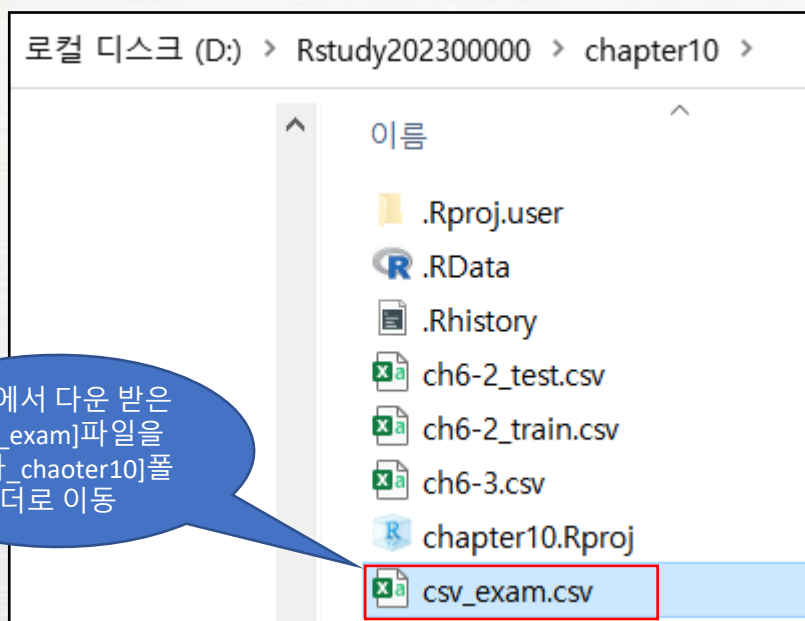 로컬 디스크 (D:) > Rstudy202300000 > chapter10 >
이름
.Rproj.user
.RData
.Rhistory
ch6-2_test.csv
ch6-2_train.csv
ch6-3.csv
chapter10.Rproj
csv_exam.csv
에서 다운 받은
_exam]파일을
_chaoter10]폴
더로 이동